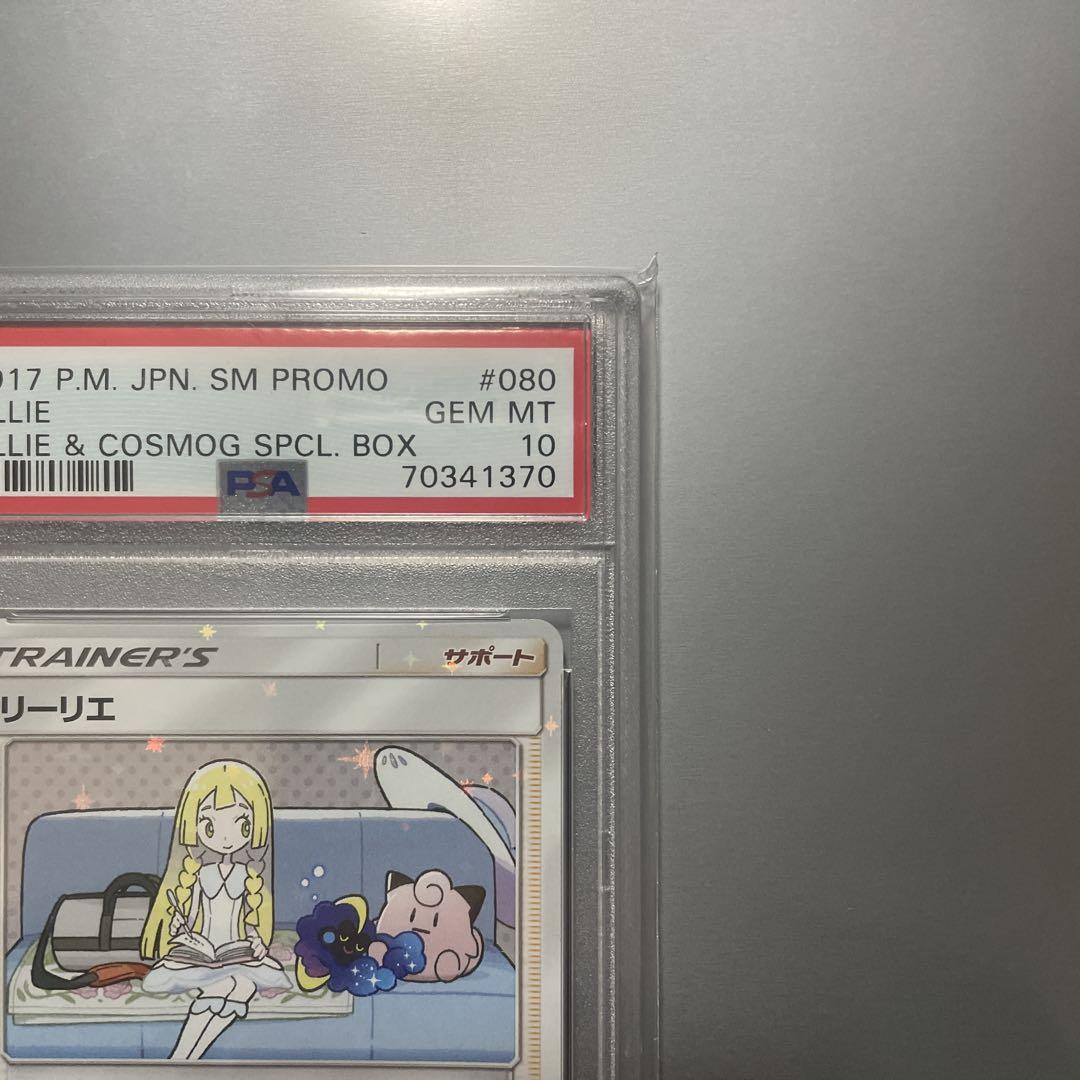 017 P.M. JPN. SM PROMO #080
LLIE GEM MT
LLIE & COSMOG SPCL. BOX 10
PSA 70341370
TRAINER'S サポート
リーリエ